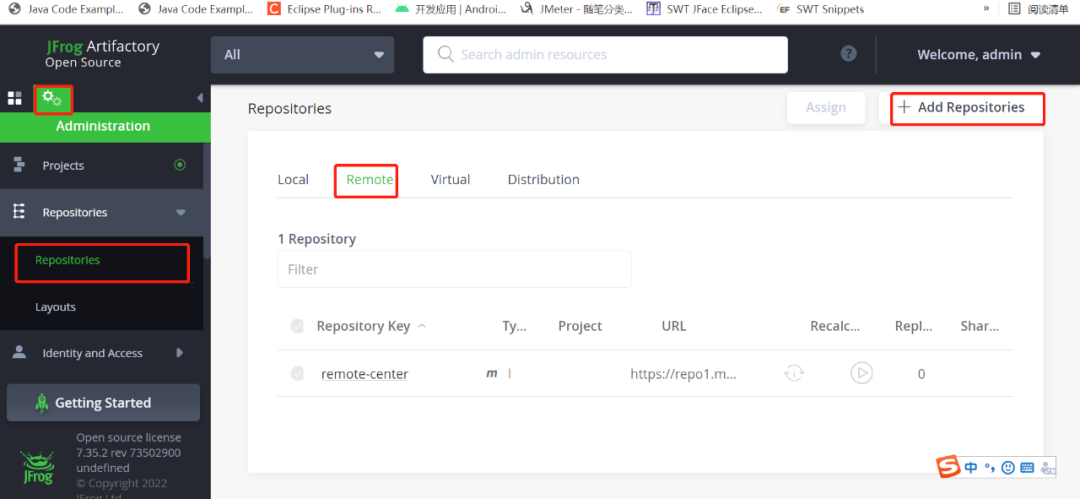 Java Code Exampl... Java Code Exampl... Eclipse Plug-ins R... 开发应用 | Androi... JMeter - 随笔分类... SWT JFace Eclipse... EF SWT Snippets » 阅读清单
JFrog Artifactory
Open Source
All
Search admin resources
?
Welcome, admin
Administration
Projects
Repositories
Repositories
Layouts
Identity and Access
Getting Started
JFrog
Open source license
7.35.2 rev 73502900
undefined
© Copyright 2022
JFrog Ltd
Repositories
Assign
+ Add Repositories
Local Remote Virtual Distribution
1 Repository
Filter
Repository Key Ty... Project URL Recalc... Repl... Shar...
remote-center m | https://repo1.m... 0
S 中